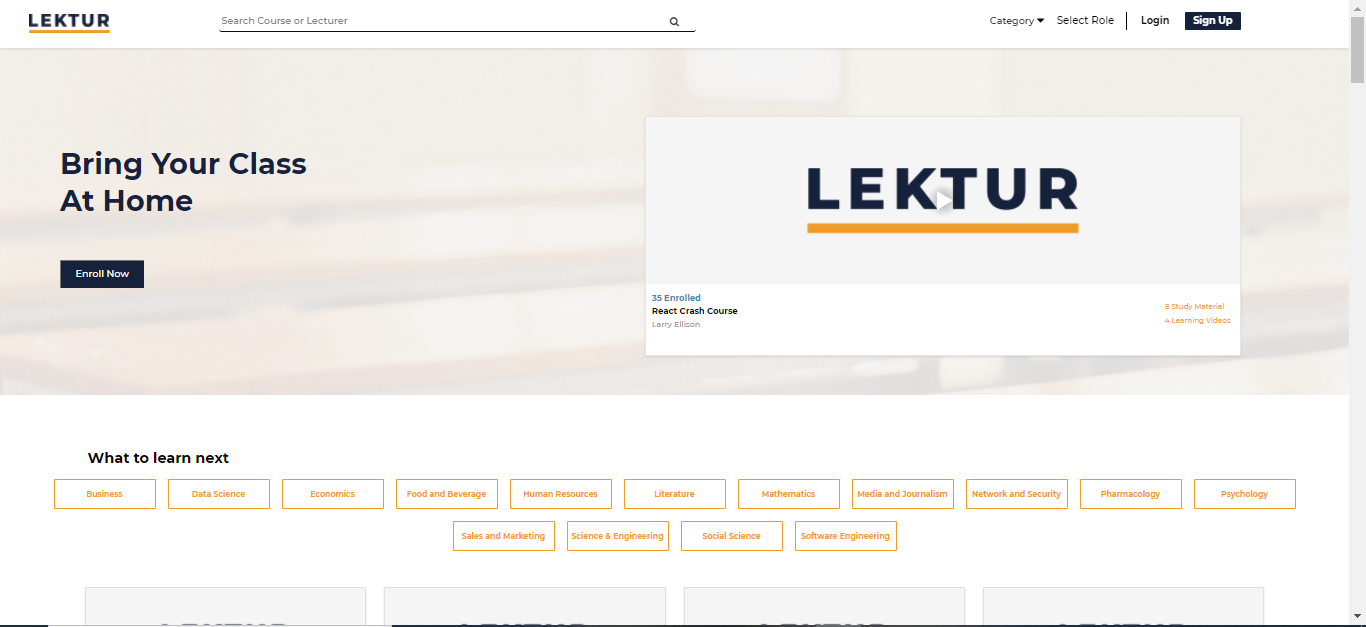 LEKTUR
Search Course or Lecturer
Category
Select Role
Login
Sign Up
Bring Your Class
At Home
Enroll Now
LEKTUR
35 Enrolled
React Crash Course
Larry Ellison
8 Study Material
4 Learning Videos
What to learn next
Business
Data Science
Economics
Food and Beverage
Human Resources
Literature
Mathematics
Media and Journalism
Network and Security
Pharmacology
Psychology
Sales and Marketing
Science & Engineering
Social Science
Software Engineering